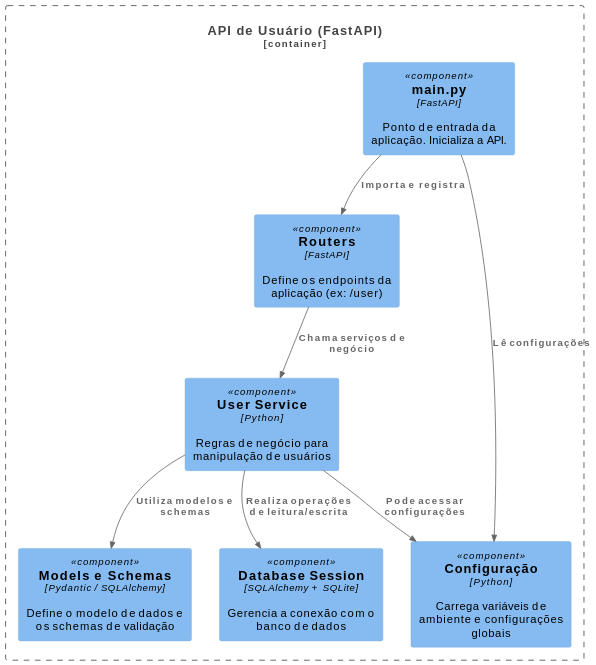 API de Usuário (FastAPI)
[container]
«component»
main.py
[FastAPI]
Ponto de entrada da
aplicação. Inicializa a API.
Importa e registra
«component»
Routers
[FastAPI]
Define os endpoints da
aplicação (ex: /user)
Chama serviços de
negócio
Lê configurações
«component»
User Service
[Python]
Regras de negócio para
manipulação de usuários
Utiliza modelos e
schemas
Realiza operações
de leitura/escrita
Pode acessar
configurações
«component»
Models e Schemas
[Pydantic / SQLAlchemy]
Define o modelo de dados e
os schemas de validação
«component»
Database Session
[SQLAlchemy + SQLite]
Gerencia a conexão com o
banco de dados
«component»
Configuração
[Python]
Carrega variáveis de
ambiente e configurações
globais